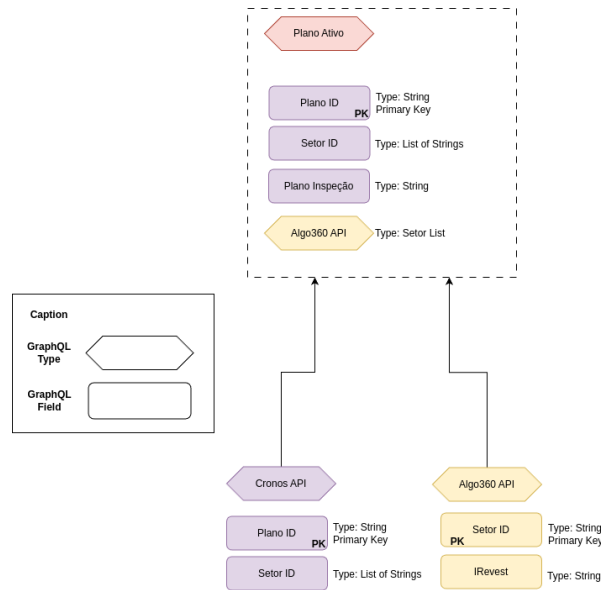 Plano Ativo
Plano ID
PK
Type: String
Primary Key
Setor ID
Type: List of Strings
Plano Inspeção
Type: String
Algo360 API
Type: Setor List
Caption
GraphQL
Type
GraphQL
Field
Cronos API
Plano ID
PK
Type: String
Primary Key
Setor ID
Type: List of Strings
Algo360 API
Setor ID
PK
Type: String
Primary Key
IRevest
Type: String